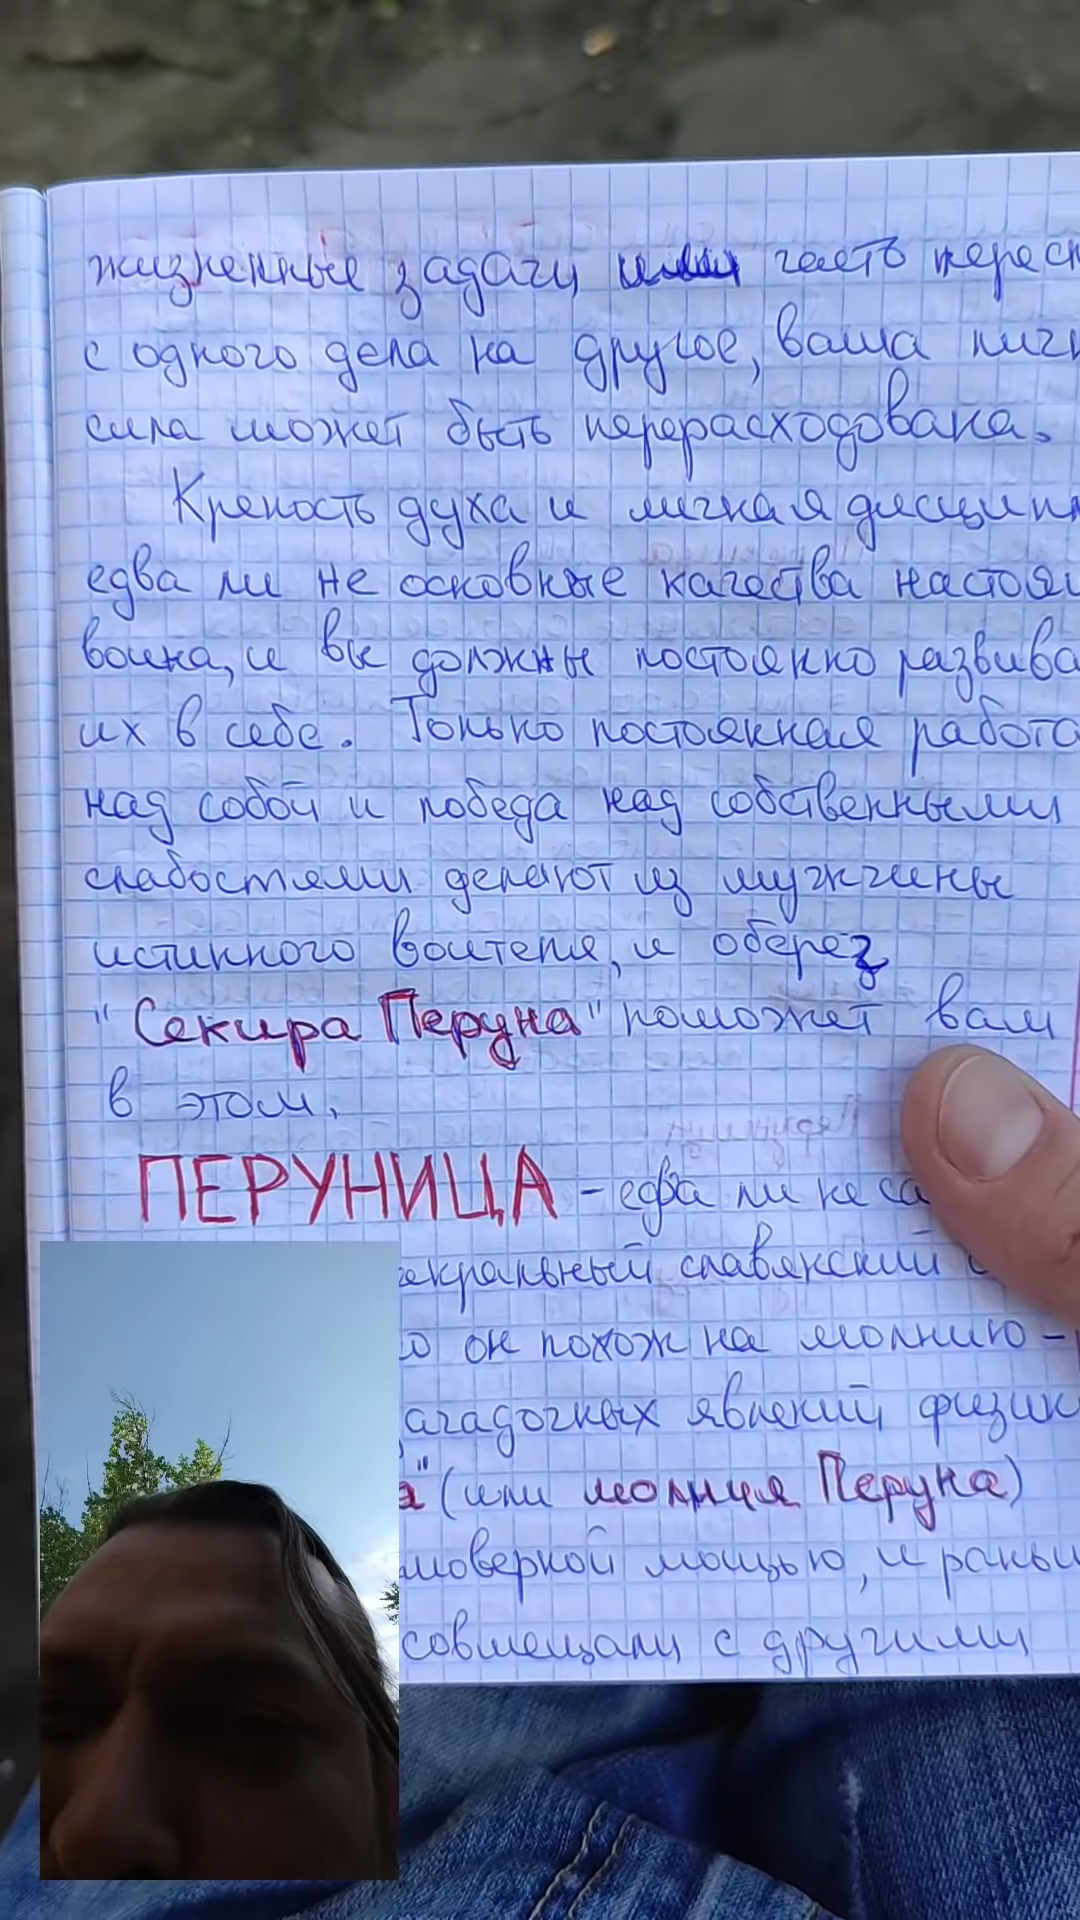 жизненные задачи, часто перес
с одного дела на другое, ваша личн
сила может быть перерасходована.
Крепость духа и личная дисципл
едва ли не основные качества настоя
воина, и вы должны постоянно развива
их в себе. Только постоянная работа
над собой и победа над собственными
слабостями делают из мужчины
истинного воителя, и оберег
"Секира Перуна" поможет вам
в этом.
ПЕРУНИЦА - едва ли не са
екральный славянский
о он похож на молнию -
агадочных явлений физик
а" (или молния Перуна)
моверной мощью, и раньш
совмещали с другими